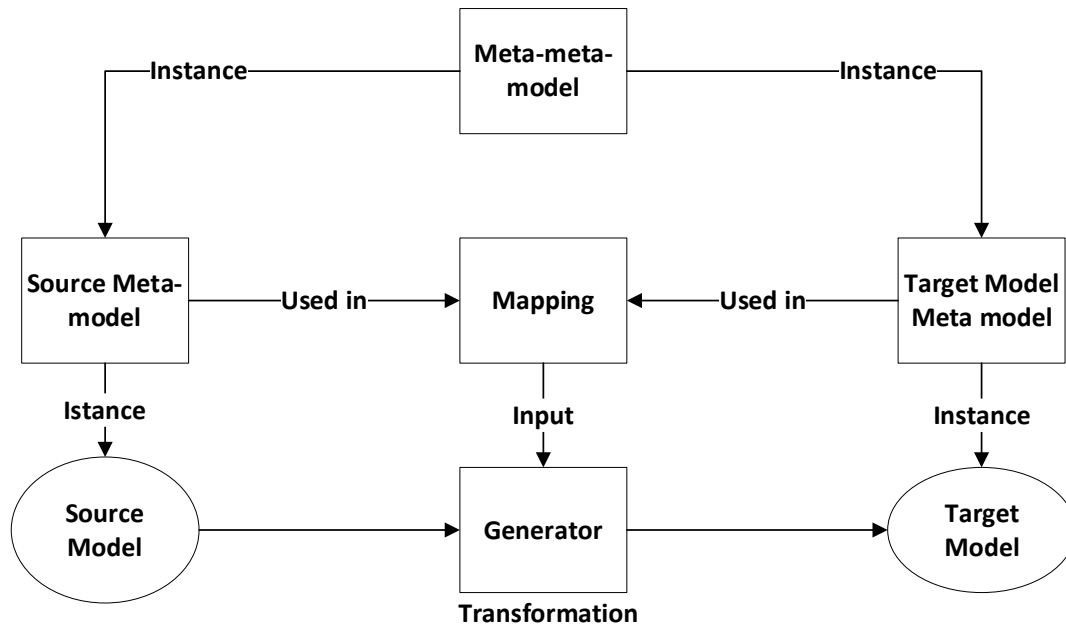 Meta-meta-
model
Instance
Instance
Source Meta-
model
Used in
Mapping
Used in
Target Model
Meta model
Istance
Input
Instance
Source
Model
Generator
Target
Model
Transformation